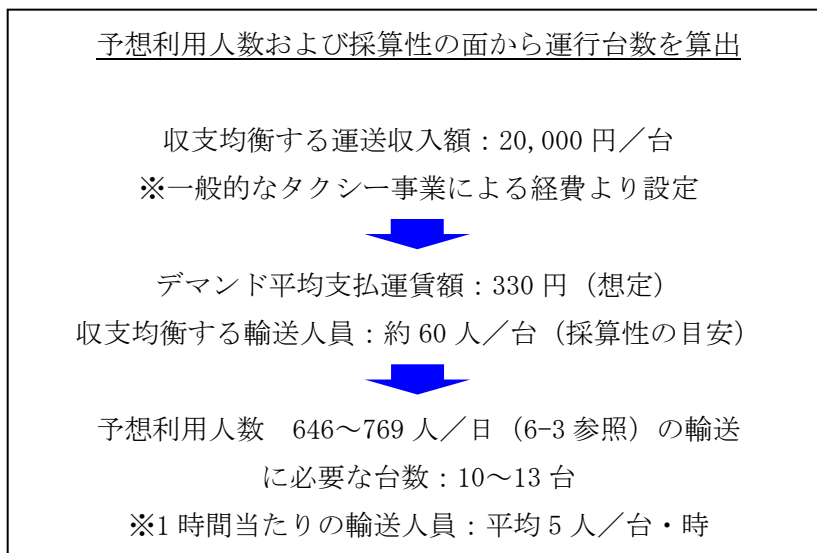 予想利用人数および採算性の面から運行台数を算出
収支均衡する運送収入額：20,000 円／台
※一般的なタクシー事業による経費より設定
デマンド平均支払運賃額：330 円（想定）
収支均衡する輸送人員：約 60 人／台（採算性の目安）
予想利用人数　646～769 人／日（6-3 参照）の輸送
に必要な台数：10～13 台
※1 時間当たりの輸送人員：平均 5 人／台・時